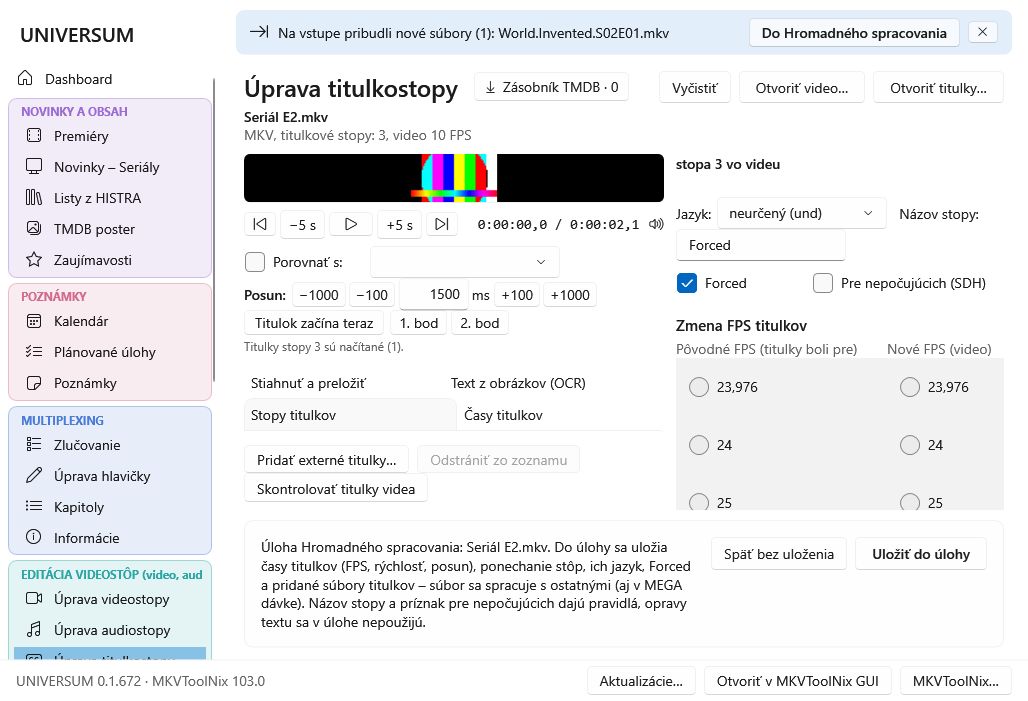 UNIVERSUM
Na vstupe pribudli nové súbory (1): World.Invented.S02E01.mkv
Do Hromadného spracovania
Dashboard
NOVINKY A OBSAH
Premiéry
Novinky – Seriály
Listy z HISTRA
TMDB poster
Zaujímavosti
POZNÁMKY
Kalendár
Plánované úlohy
Poznámky
MULTIPLEXING
Zlučovanie
Úprava hlavičky
Kapitoly
Informácie
EDITÁCIA VIDEOSTÔP (video, aud
Úprava videostopy
Úprava audiostopy
Úprava titulkostopy
Úprava titulkostopy
Zásobník TMDB · 0
Vyčistiť
Otvoriť video...
Otvoriť titulky...
Seriál E2.mkv
MKV, titulkové stopy: 3, video 10 FPS
−5 s
+5 s
0:00:00,0 / 0:00:02,1
Porovnať s:
Posun:
−1000
−100
1500
ms
+100
+1000
Titulok začína teraz
1. bod
2. bod
Titulky stopy 3 sú načítané (1).
Stiahnuť a preložiť
Text z obrázkov (OCR)
Stopy titulkov
Časy titulkov
Pridať externé titulky...
Odstrániť zo zoznamu
Skontrolovať titulky videa
stopa 3 vo videu
Jazyk:
neurčený (und)
Názov stopy:
Forced
Forced
Pre nepočujúcich (SDH)
Zmena FPS titulkov
Pôvodné FPS (titulky boli pre)
Nové FPS (video)
23,976
23,976
24
24
25
25
Úloha Hromadného spracovania: Seriál E2.mkv. Do úlohy sa uložia
časy titulkov (FPS, rýchlosť, posun), ponechanie stôp, ich jazyk, Forced
a pridané súbory titulkov – súbor sa spracuje s ostatnými (aj v MEGA
dávke). Názov stopy a príznak pre nepočujúcich dajú pravidlá, opravy
textu sa v úlohe nepoužijú.
Späť bez uloženia
Uložiť do úlohy
UNIVERSUM 0.1.672 · MKVToolNix 103.0
Aktualizácie...
Otvoriť v MKVToolNix GUI
MKVToolNix...